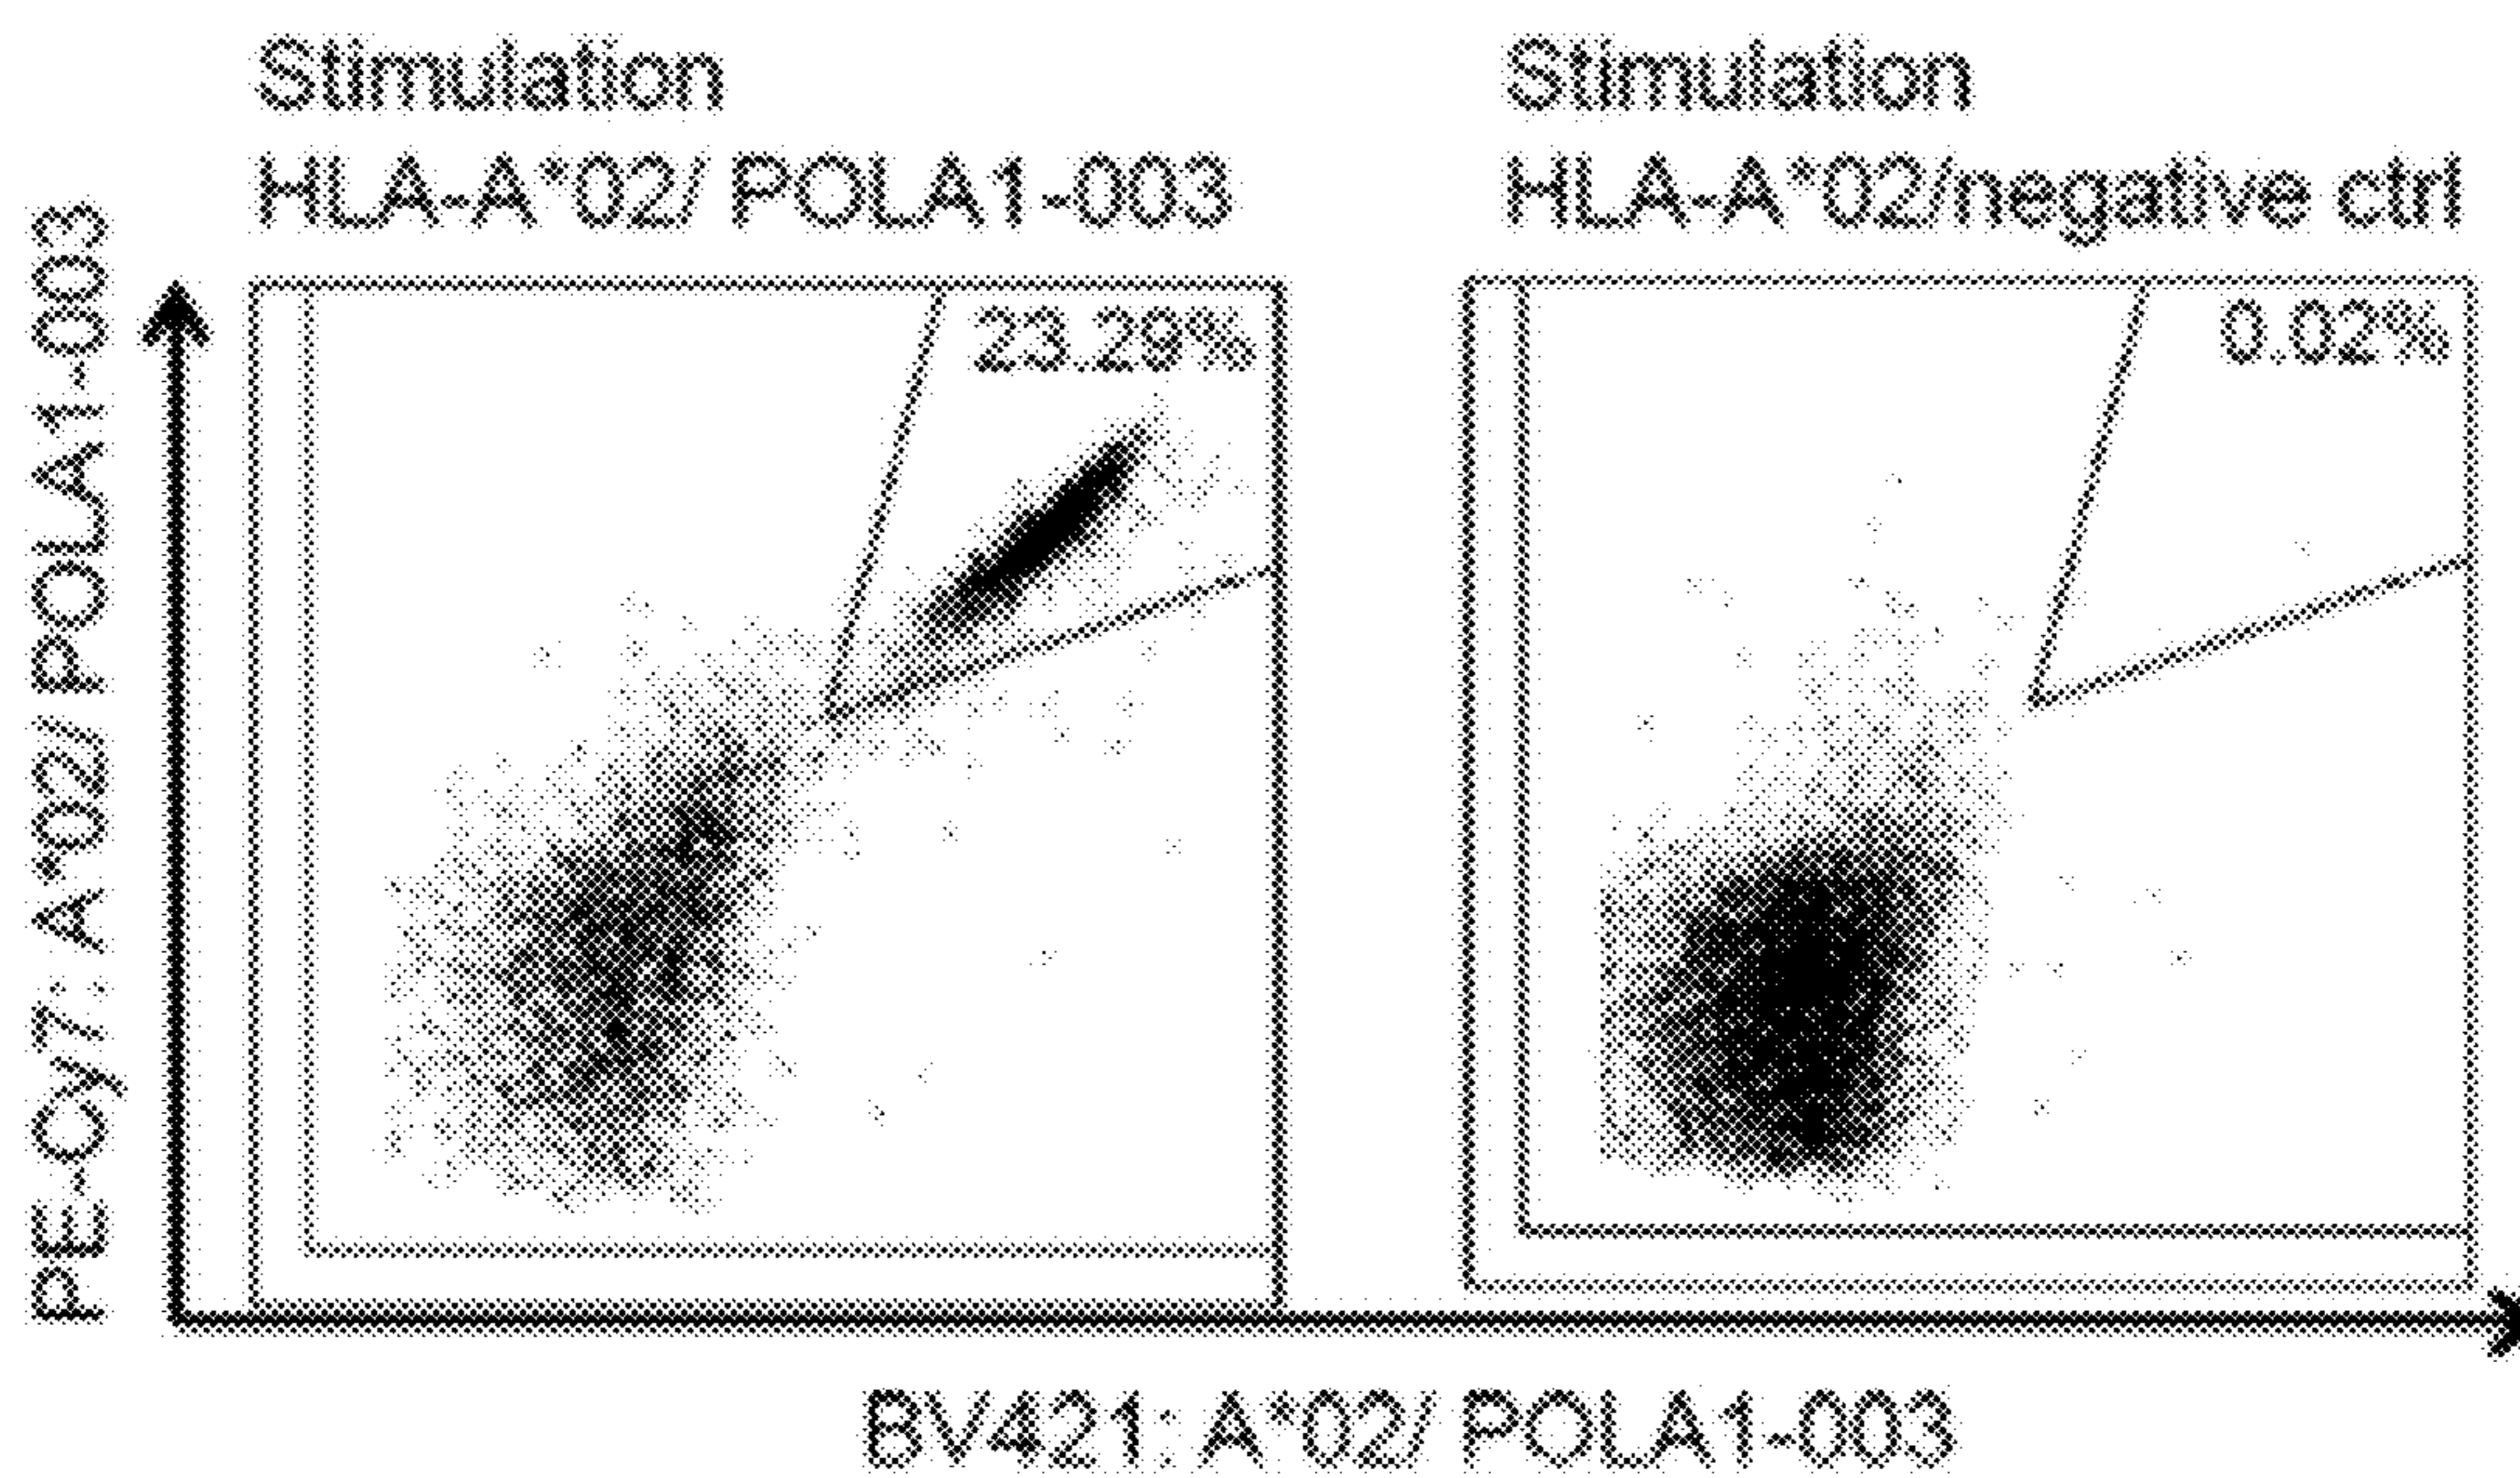 Stimulation
HLA-A*02/ POLA1-003
Stimulation
HLA-A*02/negative ctrl
PE-Cy7: A*02/ POLA1-003
23.29%
0.02%
BV421: A*02/ POLA1-003